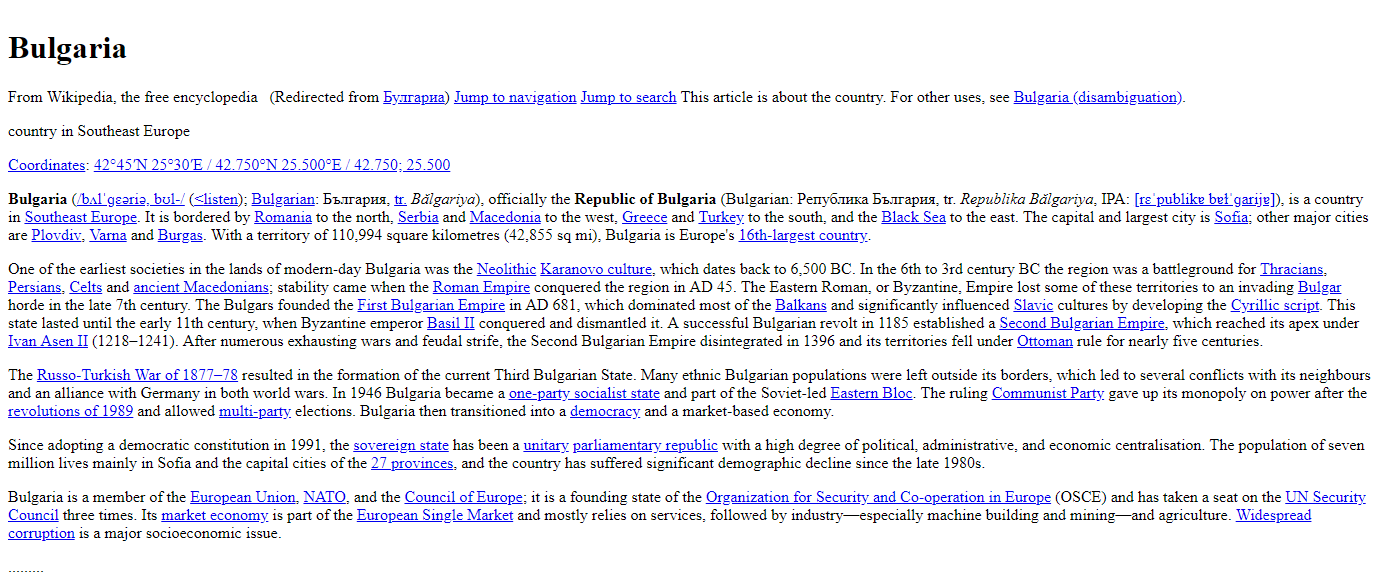 Bulgaria
From Wikipedia, the free encyclopedia (Redirected from Булгариа) Jump to navigation Jump to search This article is about the country. For other uses, see Bulgaria (disambiguation).
country in Southeast Europe
Coordinates: 42°45′N 25°30′E / 42.750°N 25.500°E / 42.750; 25.500
Bulgaria (/bʌlˈɡɛəriə, bʊl-/ (≤listen); Bulgarian: България, tr. Bǎlgariya), officially the Republic of Bulgaria (Bulgarian: Република България, tr. Republika Bǎlgariya, IPA: [rɛˈpublikɐ bɐɫˈɡarijɐ]), is a country
in Southeast Europe. It is bordered by Romania to the north, Serbia and Macedonia to the west, Greece and Turkey to the south, and the Black Sea to the east. The capital and largest city is Sofia; other major cities
are Plovdiv, Varna and Burgas. With a territory of 110,994 square kilometres (42,855 sq mi), Bulgaria is Europe's 16th-largest country.
One of the earliest societies in the lands of modern-day Bulgaria was the Neolithic Karanovo culture, which dates back to 6,500 BC. In the 6th to 3rd century BC the region was a battleground for Thracians,
Persians, Celts and ancient Macedonians; stability came when the Roman Empire conquered the region in AD 45. The Eastern Roman, or Byzantine, Empire lost some of these territories to an invading Bulgar
horde in the late 7th century. The Bulgars founded the First Bulgarian Empire in AD 681, which dominated most of the Balkans and significantly influenced Slavic cultures by developing the Cyrillic script. This
state lasted until the early 11th century, when Byzantine emperor Basil II conquered and dismantled it. A successful Bulgarian revolt in 1185 established a Second Bulgarian Empire, which reached its apex under
Ivan Asen II (1218–1241). After numerous exhausting wars and feudal strife, the Second Bulgarian Empire disintegrated in 1396 and its territories fell under Ottoman rule for nearly five centuries.
The Russo-Turkish War of 1877–78 resulted in the formation of the current Third Bulgarian State. Many ethnic Bulgarian populations were left outside its borders, which led to several conflicts with its neighbours
and an alliance with Germany in both world wars. In 1946 Bulgaria became a one-party socialist state and part of the Soviet-led Eastern Bloc. The ruling Communist Party gave up its monopoly on power after the
revolutions of 1989 and allowed multi-party elections. Bulgaria then transitioned into a democracy and a market-based economy.
Since adopting a democratic constitution in 1991, the sovereign state has been a unitary parliamentary republic with a high degree of political, administrative, and economic centralisation. The population of seven
million lives mainly in Sofia and the capital cities of the 27 provinces, and the country has suffered significant demographic decline since the late 1980s.
Bulgaria is a member of the European Union, NATO, and the Council of Europe; it is a founding state of the Organization for Security and Co-operation in Europe (OSCE) and has taken a seat on the UN Security
Council three times. Its market economy is part of the European Single Market and mostly relies on services, followed by industry—especially machine building and mining—and agriculture. Widespread
corruption is a major socioeconomic issue.
.........